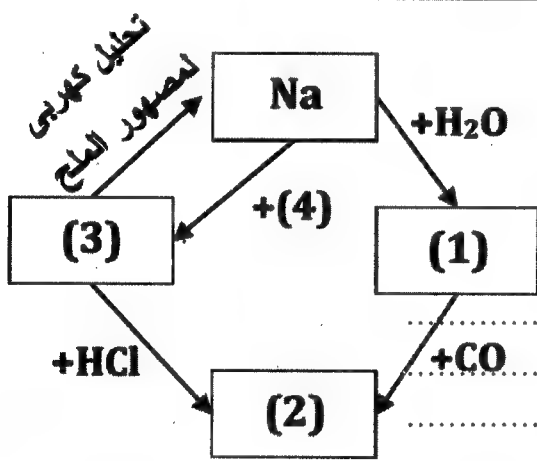 تحليل كهربى
لمصهور الملح
Na
+H₂O
+(4)
(3)
(1)
+HCl
+CO
(2)